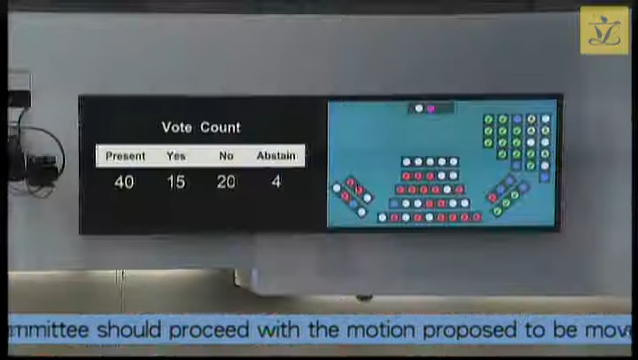 Vote Count
Present Yes No Abstain
40 15 20 4
mmittee should proceed with the motion proposed to be mov